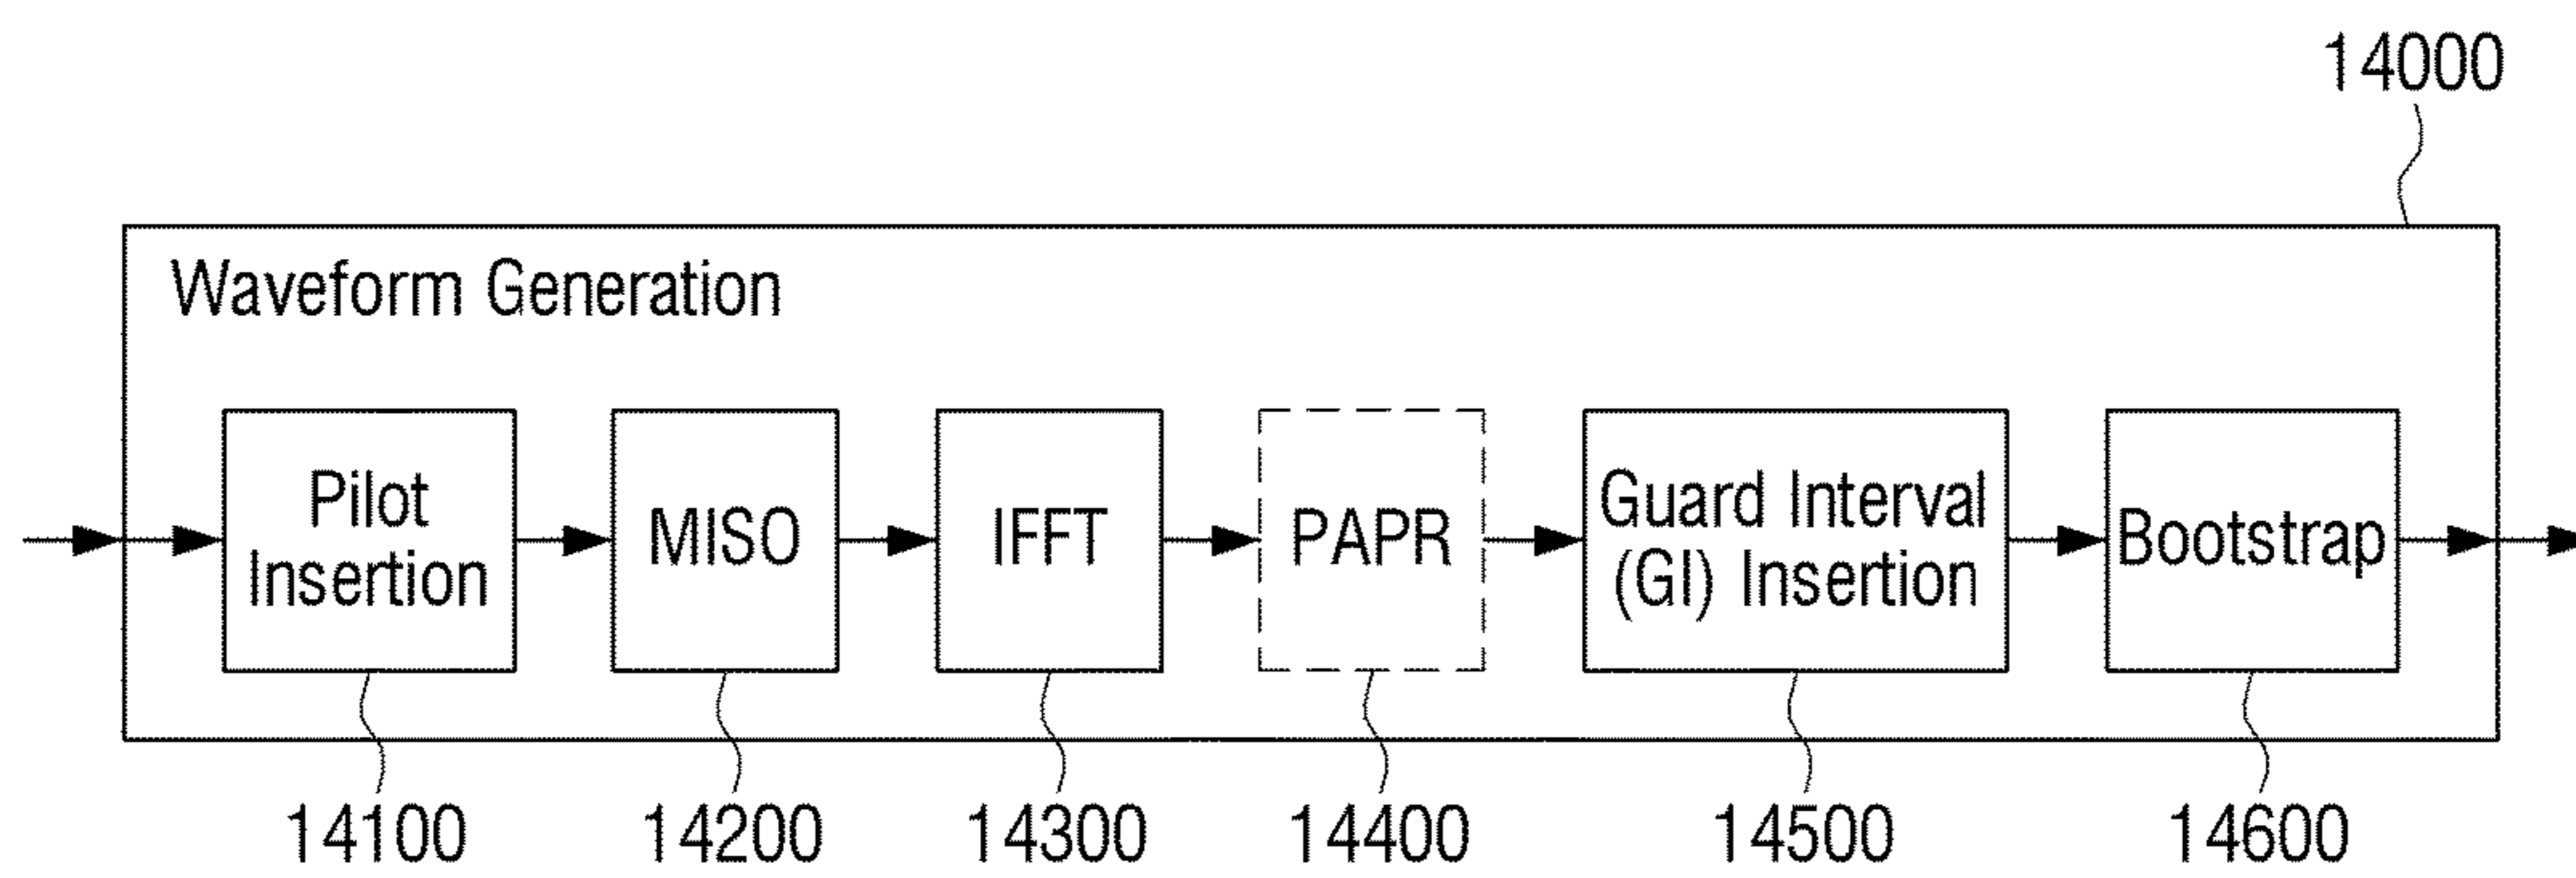 14000
Waveform Generation
Pilot
Insertion
MISO
IFFT
PAPR
Guard Interval
(GI) Insertion
Bootstrap
14100
14200
14300
14400
14500
14600